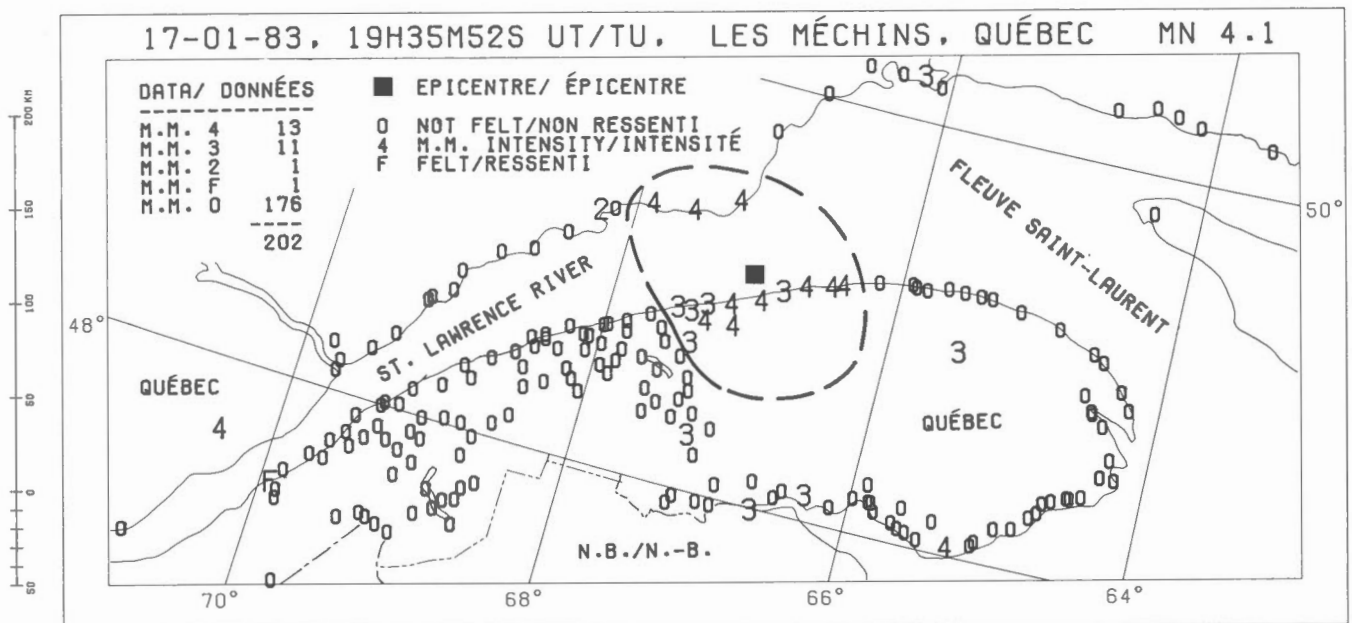 17-01-83, 19H35M52S UT/TU, LES MÉCHINS, QUÉBEC MN 4.1
DATA/ DONNÉES
M.M. 4 13
M.M. 3 11
M.M. 2 1
M.M. F 1
M.M. 0 176
202
■ EPICENTRE/ ÉPICENTRE
0 NOT FELT/NON RESSENTI
4 M.M. INTENSITY/INTENSITÉ
F FELT/RESSENTI
200 KM
150
100
50
0
50
FLEUVE SAINT-LAURENT
50°
48°
ST. LAWRENCE RIVER
QUÉBEC
QUÉBEC
N.B./N.-B.
70°
68°
66°
64°